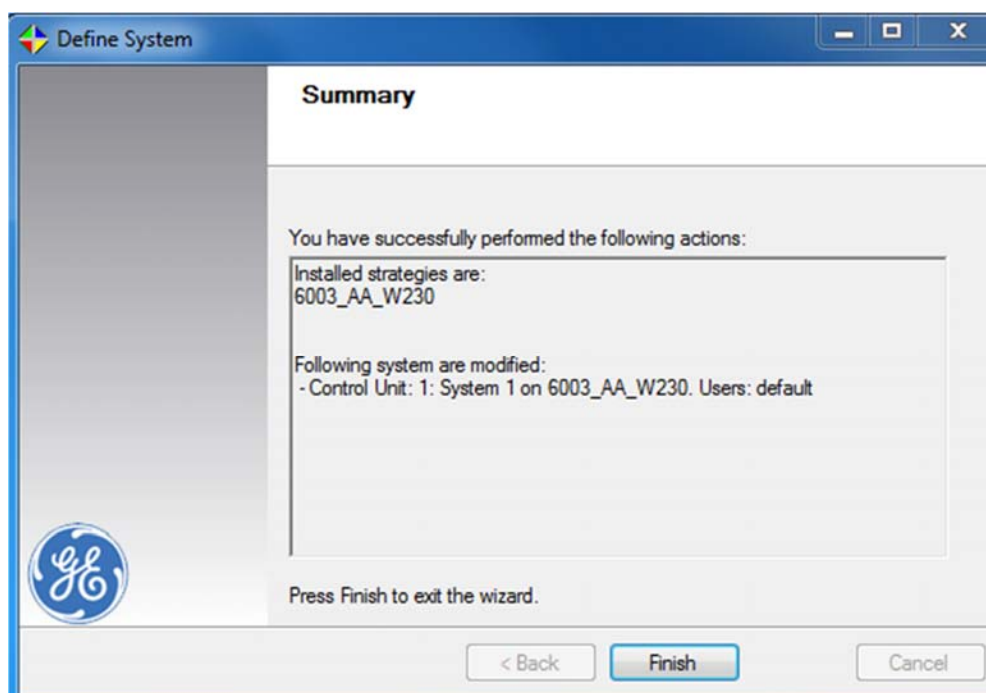 Define System
Summary
You have successfully performed the following actions:
Installed strategies are:
6003_AA_W230
Following system are modified:
- Control Unit: 1: System 1 on 6003_AA_W230. Users: default
GE
Press Finish to exit the wizard.
< Back
Finish
Cancel